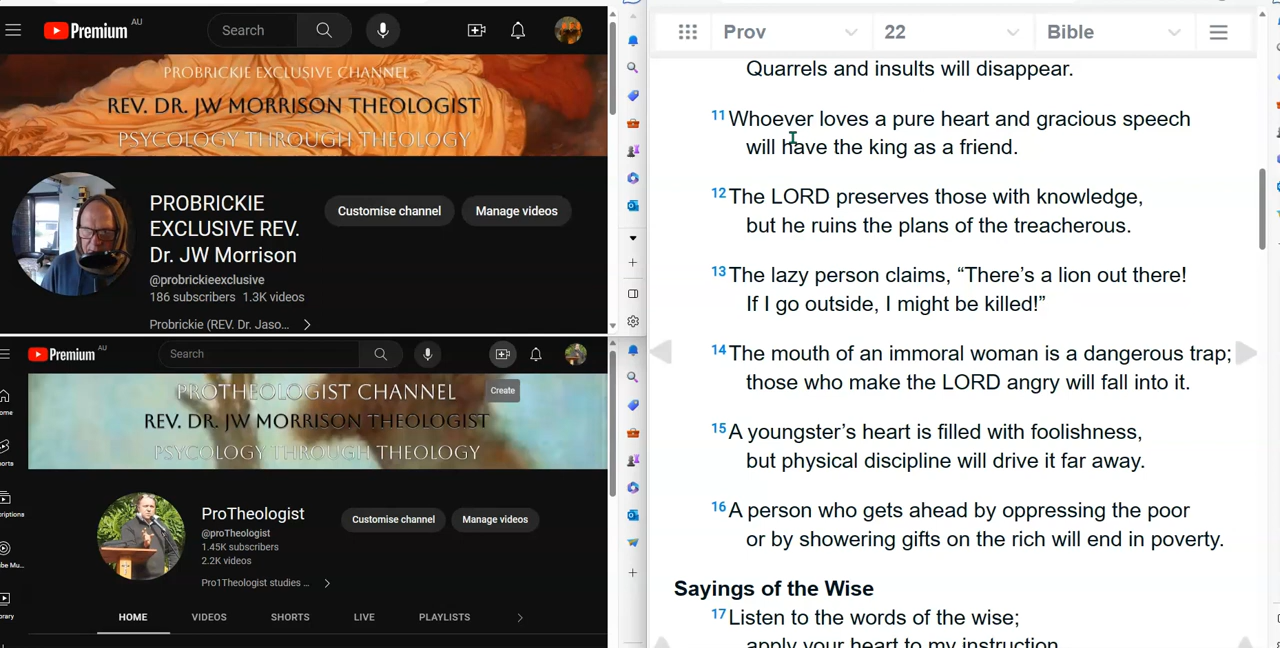 Premium AU
Search
PROBRICKIE EXCLUSIVE CHANNEL
REV. DR. JW MORRISON THEOLOGIST
PSYCOLOGY THROUGH THEOLOGY
PROBRICKIE
EXCLUSIVE REV.
Dr. JW Morrison
Customise channel
Manage videos
@probrickieexclusive
186 subscribers 1.3K videos
Probrickie (REV. Dr. Jaso...
Premium AU
Search
Create
PROTHEOLOGIST CHANNEL
REV. DR. JW MORRISON THEOLOGIST
PSYCOLOGY THROUGH THEOLOGY
ProTheologist
Customise channel
Manage videos
@proTheologist
1.45K subscribers
2.2K videos
Pro1Theologist studies ...
HOME VIDEOS SHORTS LIVE PLAYLISTS
Prov 22 Bible
Quarrels and insults will disappear.
11 Whoever loves a pure heart and gracious speech
will have the king as a friend.
12 The LORD preserves those with knowledge,
but he ruins the plans of the treacherous.
13 The lazy person claims, “There’s a lion out there!
If I go outside, I might be killed!”
14 The mouth of an immoral woman is a dangerous trap;
those who make the LORD angry will fall into it.
15 A youngster’s heart is filled with foolishness,
but physical discipline will drive it far away.
16 A person who gets ahead by oppressing the poor
or by showering gifts on the rich will end in poverty.
Sayings of the Wise
17 Listen to the words of the wise;
apply your heart to my instruction.